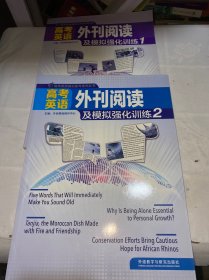 高考
英语
外刊阅读
及模拟强化训练1
高考
英语
外刊阅读
及模拟强化训练2
Five Words That Will Immediately
Make You Sound Old
Why Is Being Alone Essential
to Personal Growth?
Tanjia, the Moroccan Dish Made
with Fire and Friendship
Conservation Efforts Bring Cautious
Hope for African Rhinos
外语教学与研究出版社